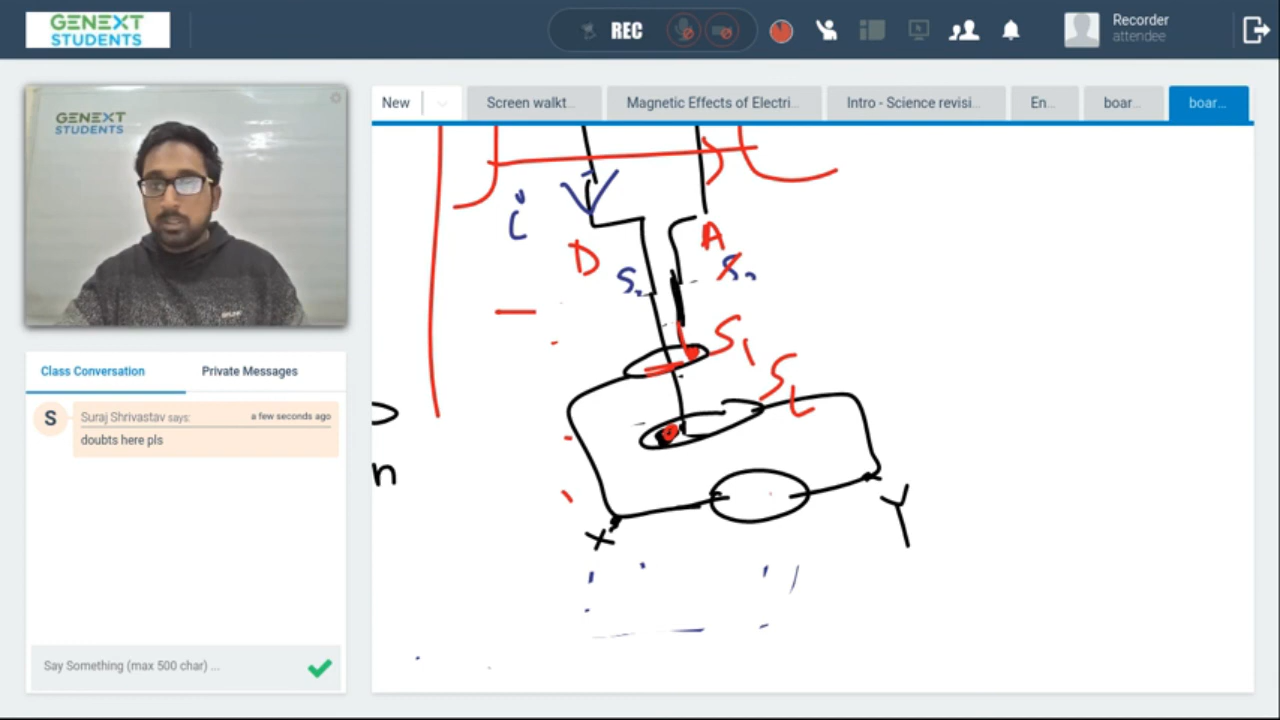 GENEXT
STUDENTS
REC
Recorder
attendee
GENEXT
STUDENTS
New
Screen walkt...
Magnetic Effects of Electri...
Intro - Science revisi...
En...
boar...
boar...
D
A
S1
X
Y
n
Class Conversation
Private Messages
S
Suraj Shrivastav says:
a few seconds ago
doubts here pls
Say Something (max 500 char) ...